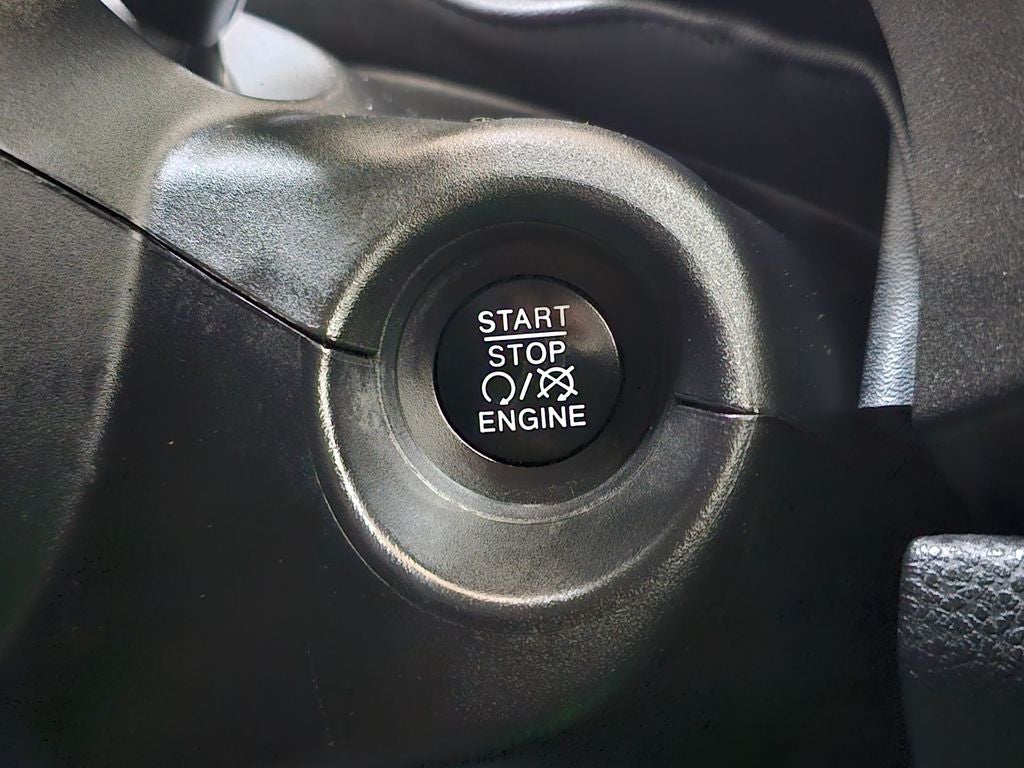 START
STOP
/
ENGINE